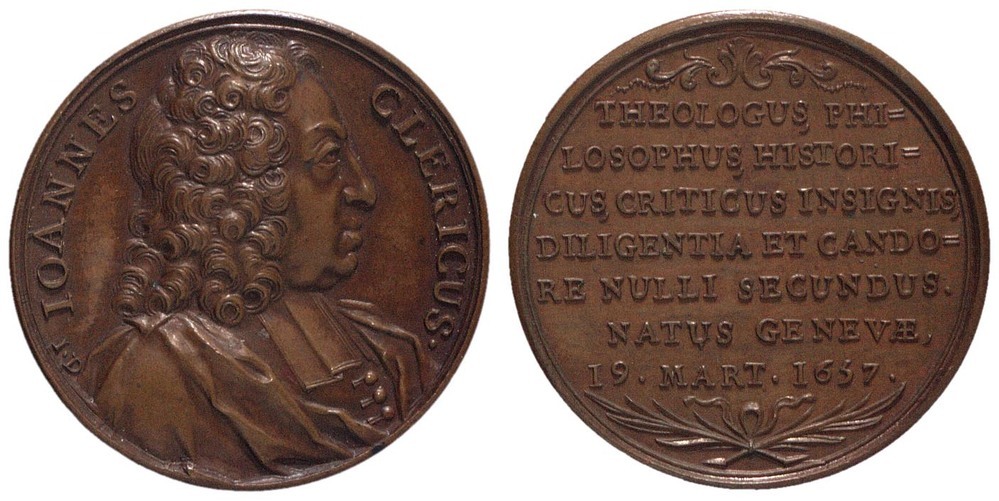 IOANNES CLERICUS.
I·D
THEOLOGUS, PHI=
LOSOPHUS, HISTORI=
CUS, CRITICUS INSIGNIS,
DILIGENTIA ET CANDO=
RE NULLI SECUNDUS.
NATUS GENEVÆ,
19. MART. 1657.